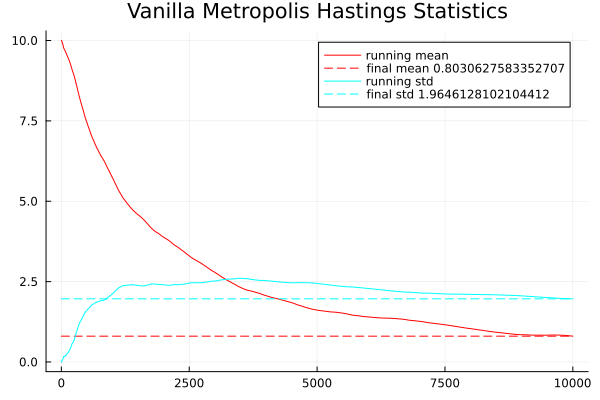 Vanilla Metropolis Hastings Statistics
10.0
running mean
final mean 0.8030627583352707
running std
final std 1.9646128102104412
7.5
5.0
2.5
0.0
0
2500
5000
7500
10000